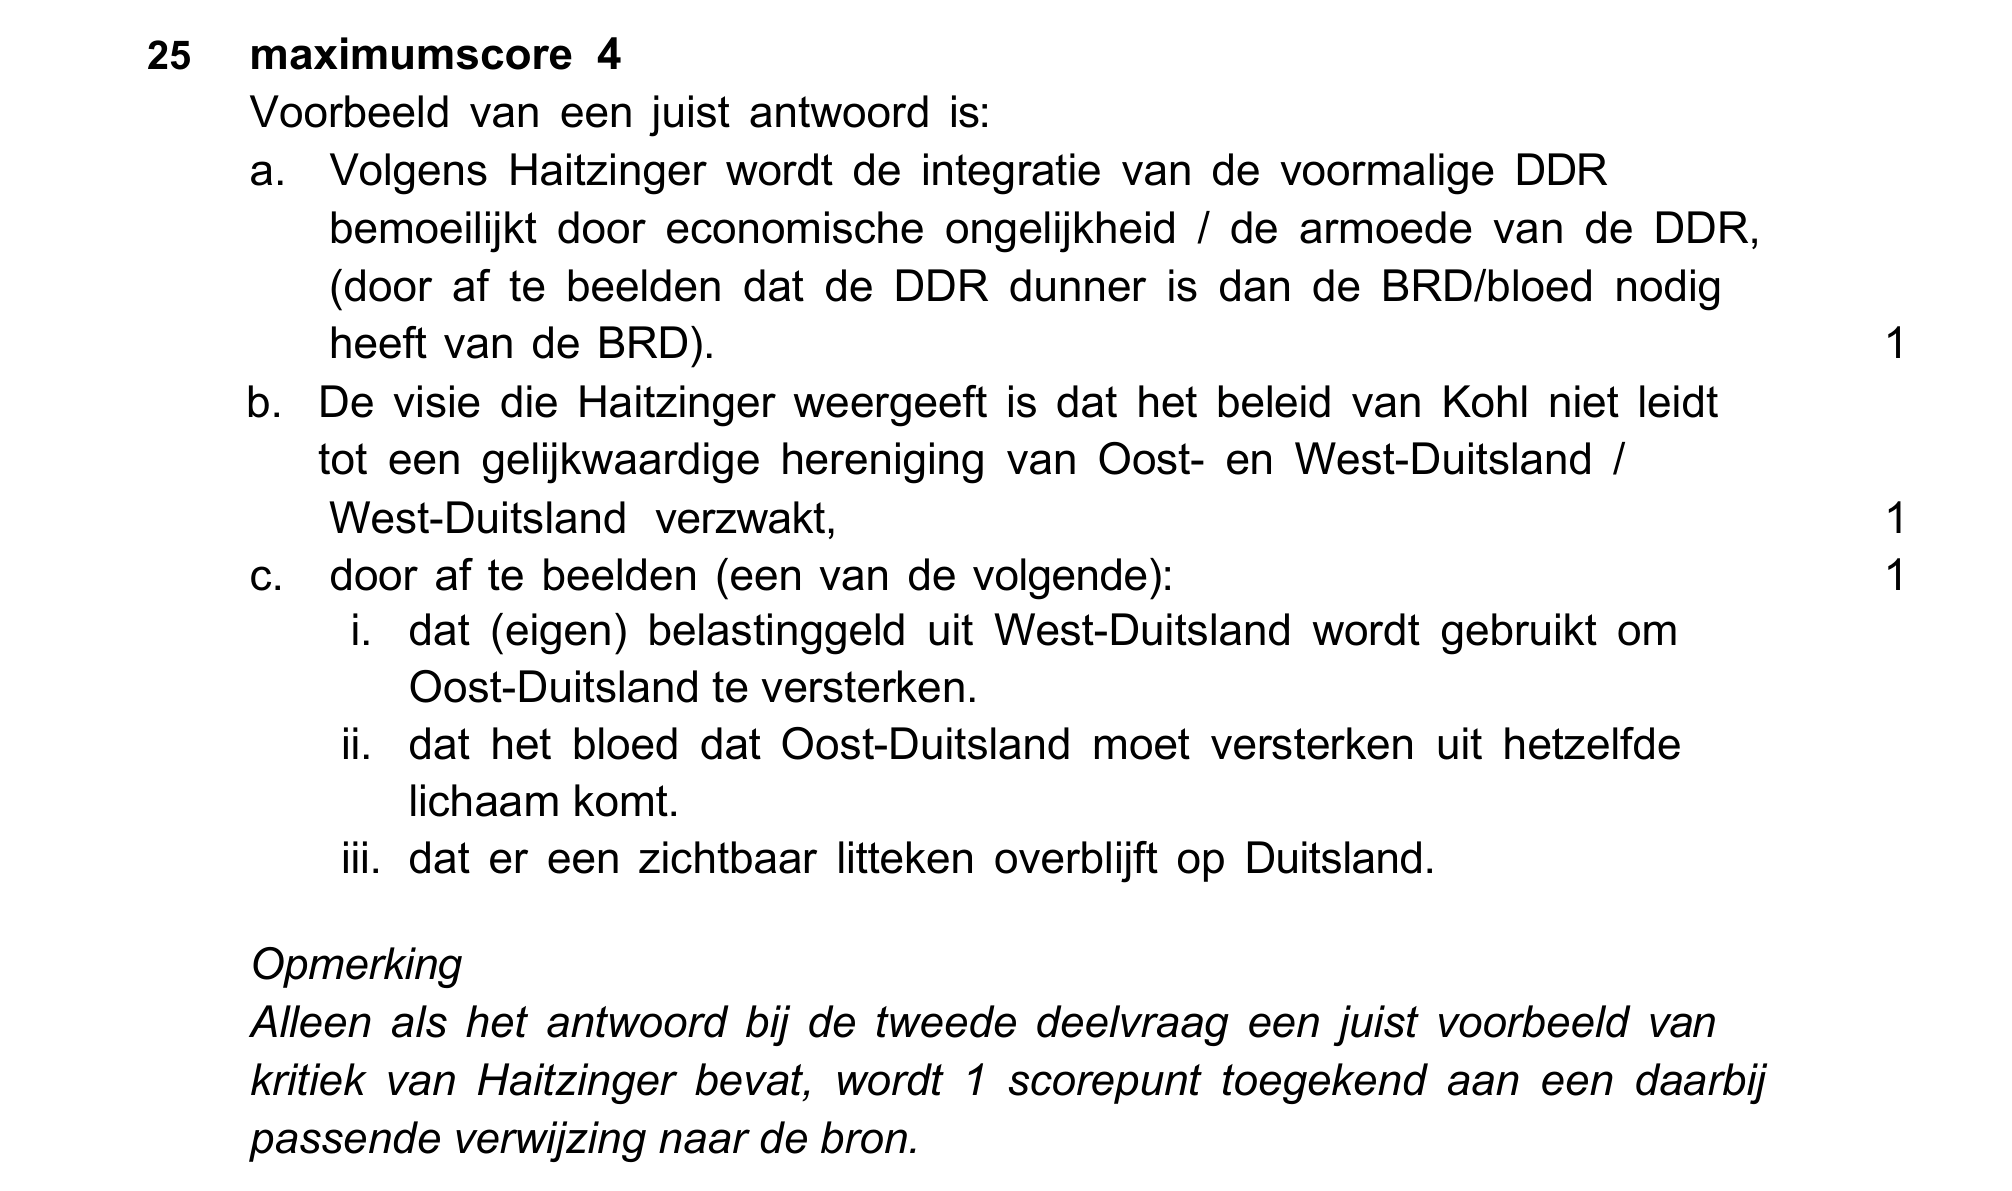 25 maximumscore 4
Voorbeeld van een juist antwoord is:
a. Volgens Haitzinger wordt de integratie van de voormalige DDR
bemoeilijkt door economische ongelijkheid / de armoede van de DDR,
(door af te beelden dat de DDR dunner is dan de BRD/bloed nodig
heeft van de BRD). 1
b. De visie die Haitzinger weergeeft is dat het beleid van Kohl niet leidt
tot een gelijkwaardige hereniging van Oost- en West-Duitsland /
West-Duitsland verzwakt, 1
c. door af te beelden (een van de volgende): 1
i. dat (eigen) belastinggeld uit West-Duitsland wordt gebruikt om
Oost-Duitsland te versterken.
ii. dat het bloed dat Oost-Duitsland moet versterken uit hetzelfde
lichaam komt.
iii. dat er een zichtbaar litteken overblijft op Duitsland.
Opmerking
Alleen als het antwoord bij de tweede deelvraag een juist voorbeeld van
kritiek van Haitzinger bevat, wordt 1 scorepunt toegekend aan een daarbij
passende verwijzing naar de bron.